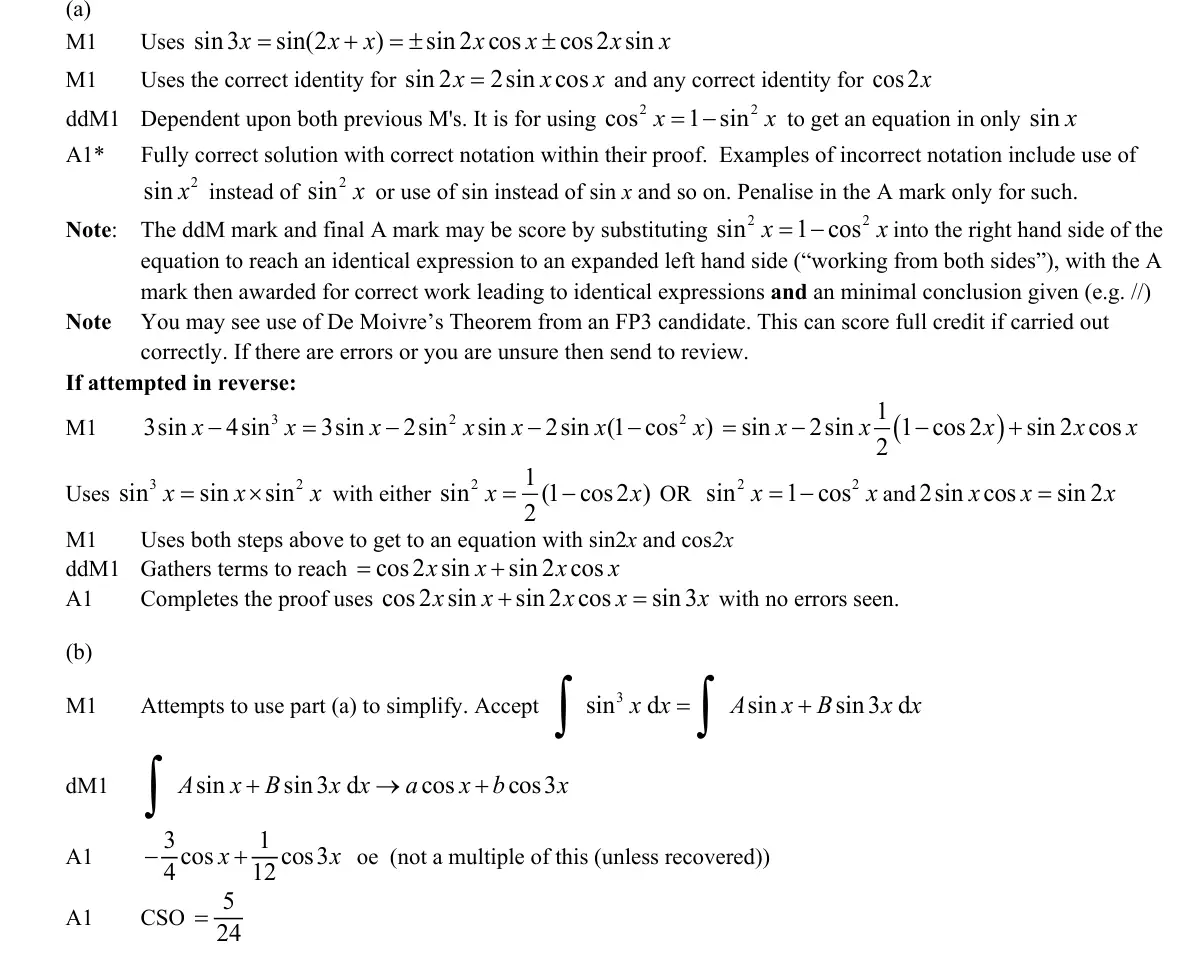 (a)
M1 Uses sin 3x = sin(2x + x) = ± sin 2x cos x ± cos 2x sin x
M1 Uses the correct identity for sin 2x = 2 sin x cos x and any correct identity for cos 2x
ddM1 Dependent upon both previous M's. It is for using cos² x = 1 − sin² x to get an equation in only sin x
A1* Fully correct solution with correct notation within their proof. Examples of incorrect notation include use of
sin x² instead of sin² x or use of sin instead of sin x and so on. Penalise in the A mark only for such.
Note: The ddM mark and final A mark may be score by substituting sin² x = 1 − cos² x into the right hand side of the
equation to reach an identical expression to an expanded left hand side (“working from both sides”), with the A
mark then awarded for correct work leading to identical expressions and an minimal conclusion given (e.g. //)
Note You may see use of De Moivre’s Theorem from an FP3 candidate. This can score full credit if carried out
correctly. If there are errors or you are unsure then send to review.
If attempted in reverse:
M1 3 sin x − 4 sin³ x = 3 sin x − 2 sin² x sin x − 2 sin x(1 − cos² x) = sin x − 2 sin x 1/2 (1 − cos 2x) + sin 2x cos x
Uses sin³ x = sin x × sin² x with either sin² x = 1/2 (1 − cos 2x) OR sin² x = 1 − cos² x and 2 sin x cos x = sin 2x
M1 Uses both steps above to get to an equation with sin2x and cos2x
ddM1 Gathers terms to reach = cos 2x sin x + sin 2x cos x
A1 Completes the proof uses cos 2x sin x + sin 2x cos x = sin 3x with no errors seen.
(b)
M1 Attempts to use part (a) to simplify. Accept ∫ sin³ x dx = ∫ A sin x + B sin 3x dx
dM1 ∫ A sin x + B sin 3x dx → a cos x + b cos 3x
A1 − 3/4 cos x + 1/12 cos 3x oe (not a multiple of this (unless recovered))
A1 CSO = 5/24